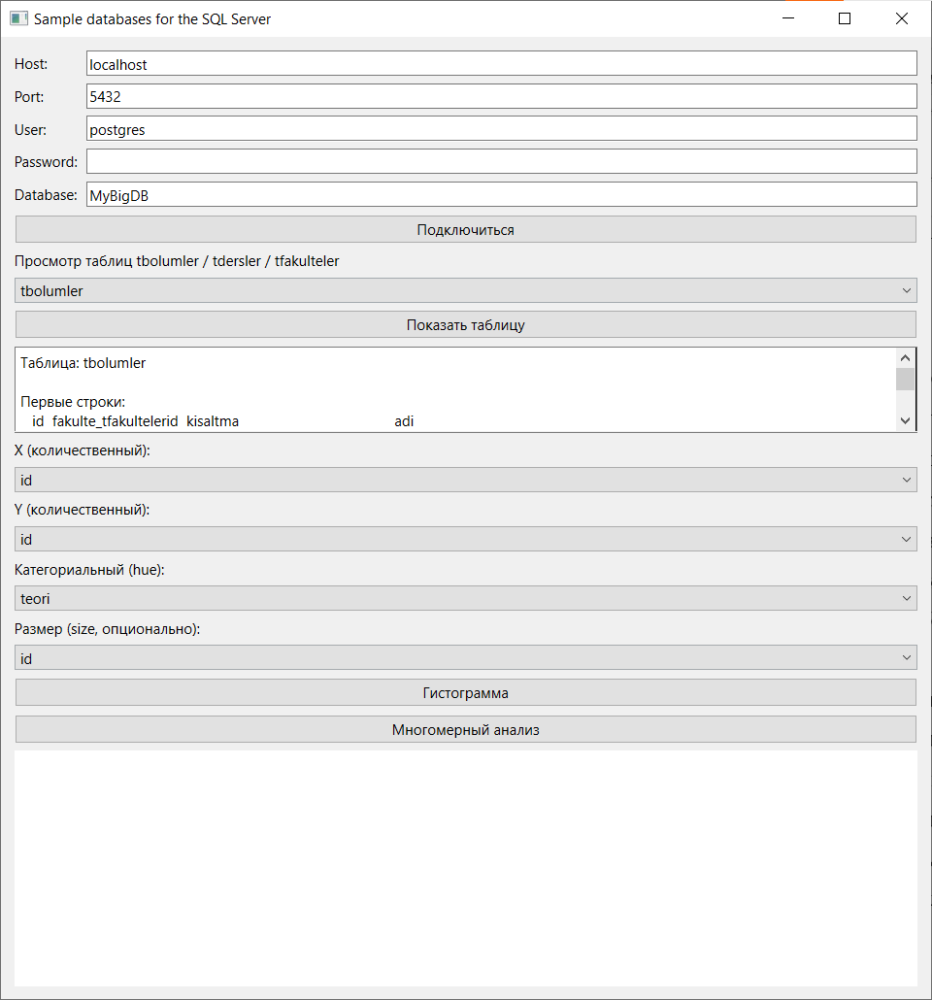 Sample databases for the SQL Server
Host: localhost
Port: 5432
User: postgres
Password:
Database: MyBigDB
Подключиться
Просмотр таблиц tbolumler / tdersler / tfakulteler
tbolumler
Показать таблицу
Таблица: tbolumler
Первые строки:
id fakulte_tfakultelerid kisaltma adi
X (количественный):
id
Y (количественный):
id
Категориальный (hue):
teori
Размер (size, опционально):
id
Гистограмма
Многомерный анализ